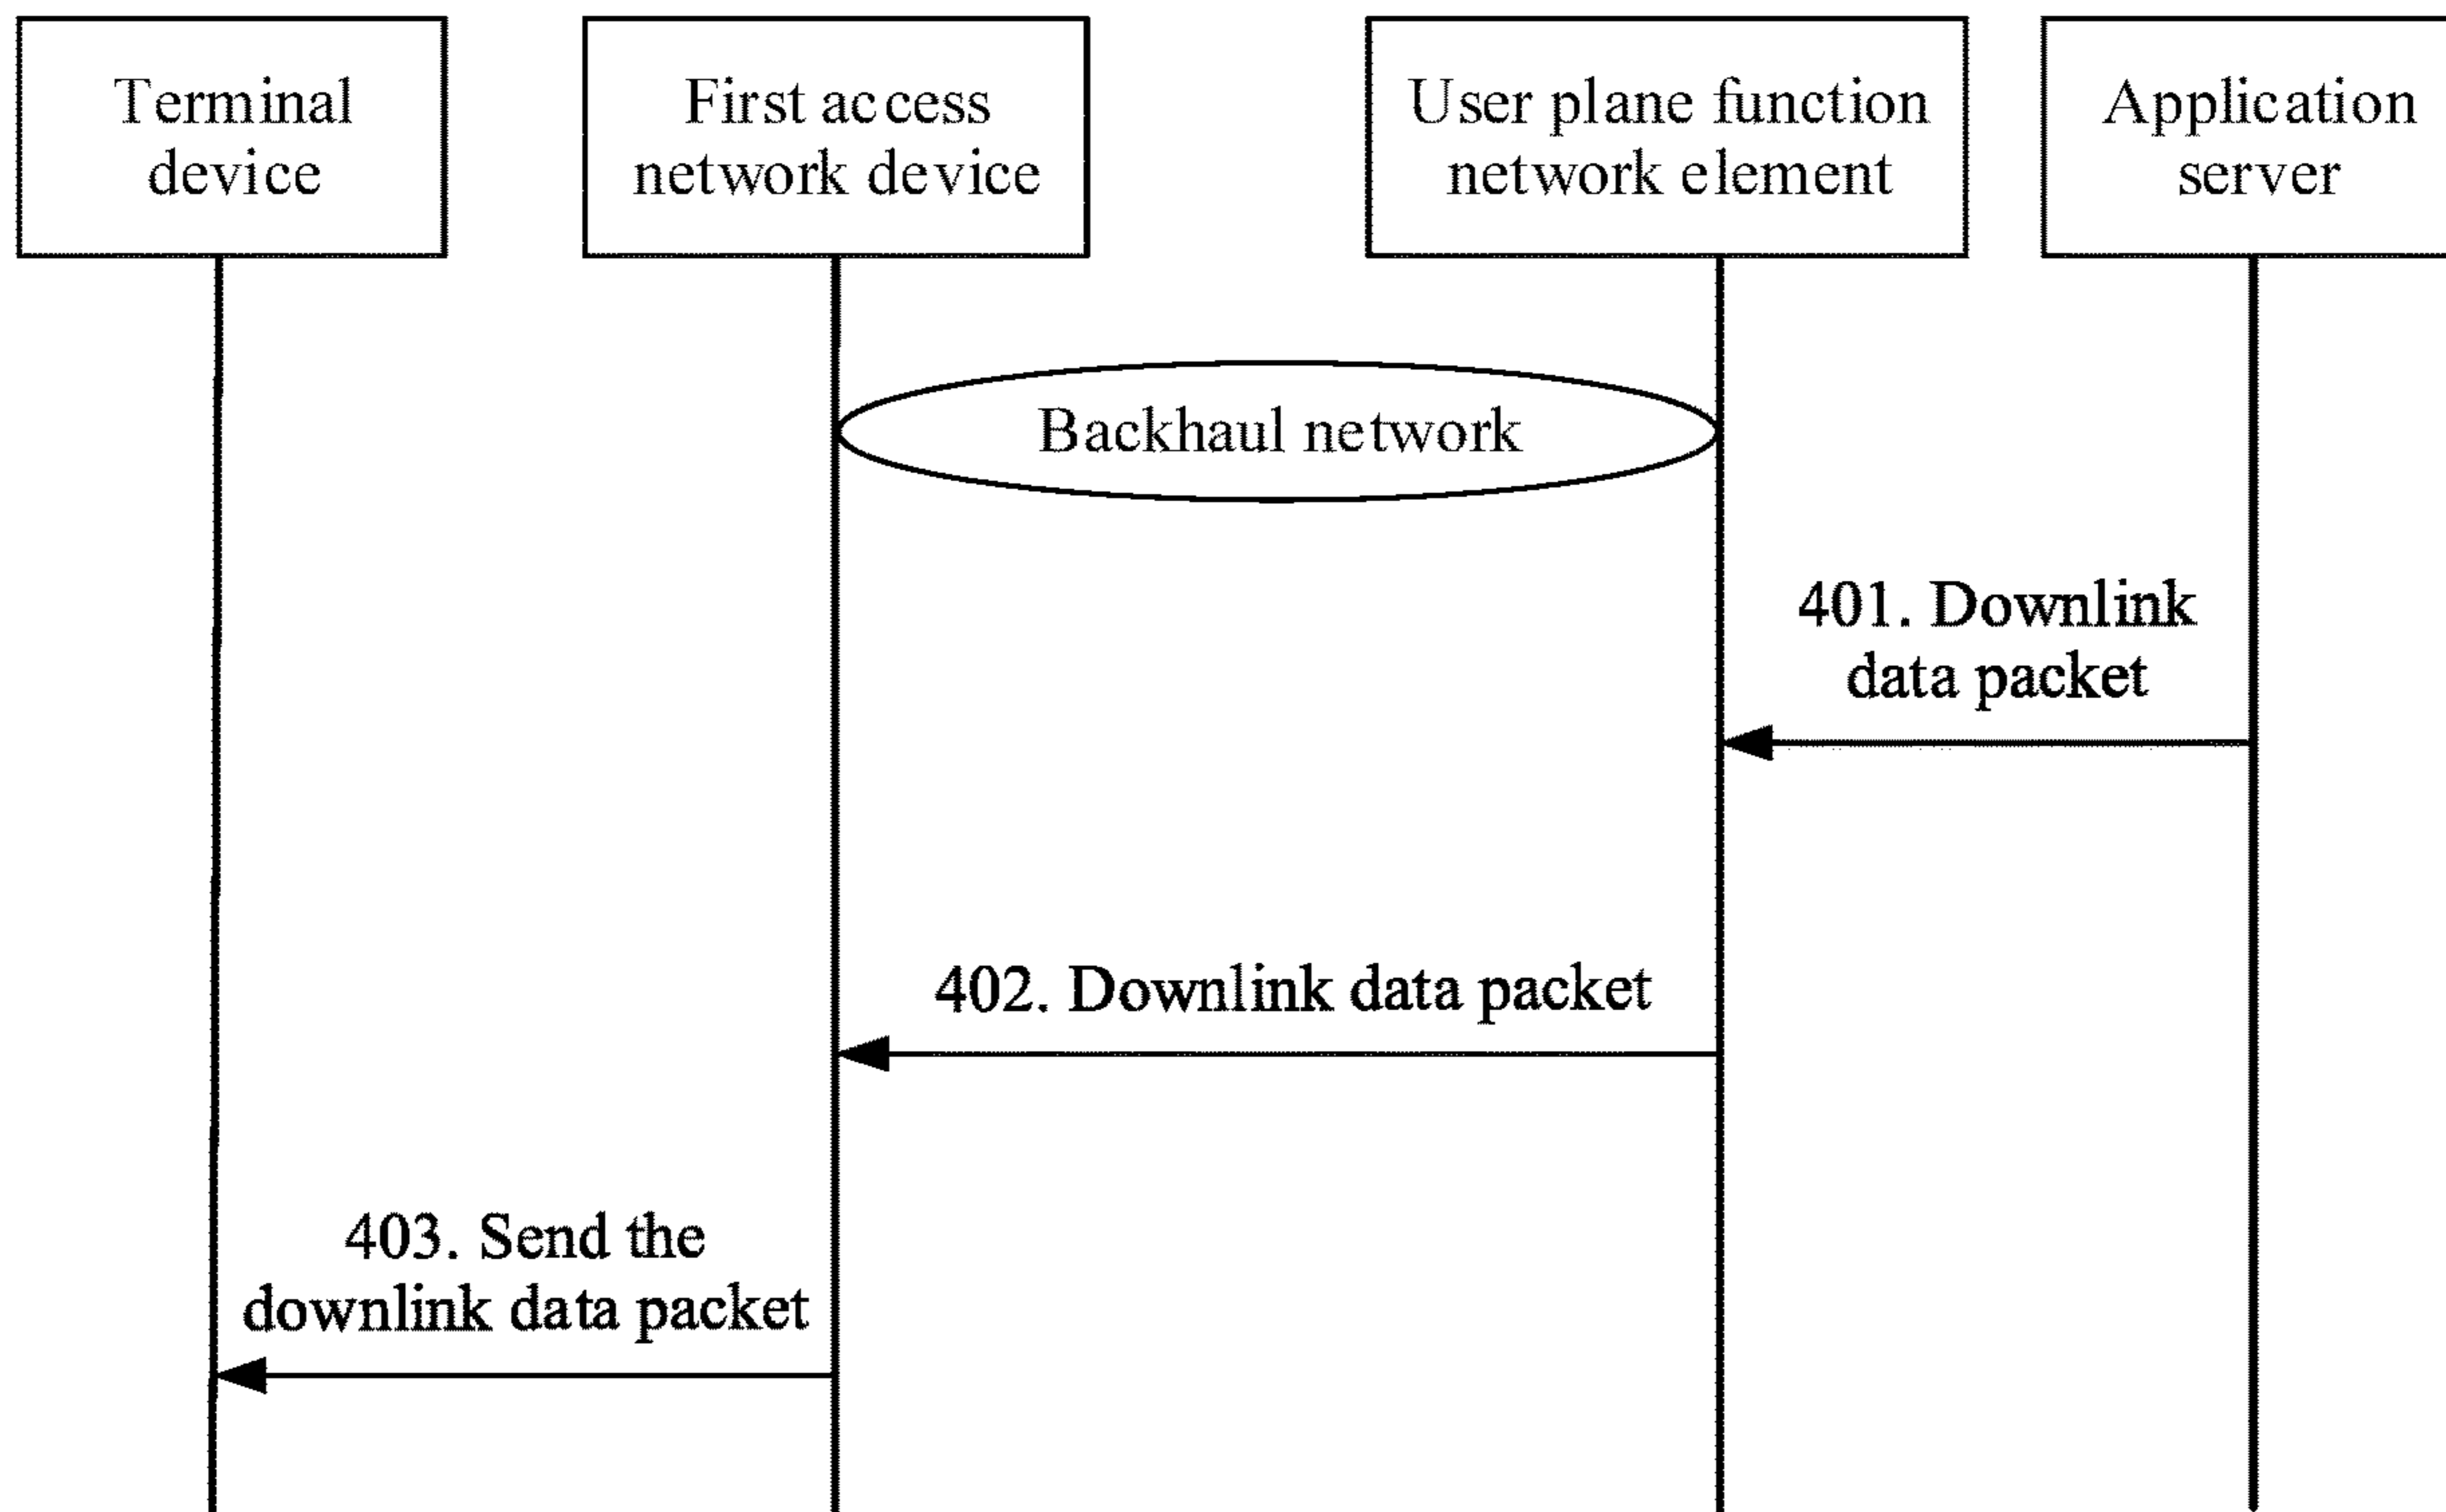 Terminal
device
First access
network device
User plane function
network element
Application
server
Backhaul network
401. Downlink
data packet
402. Downlink data packet
403. Send the
downlink data packet